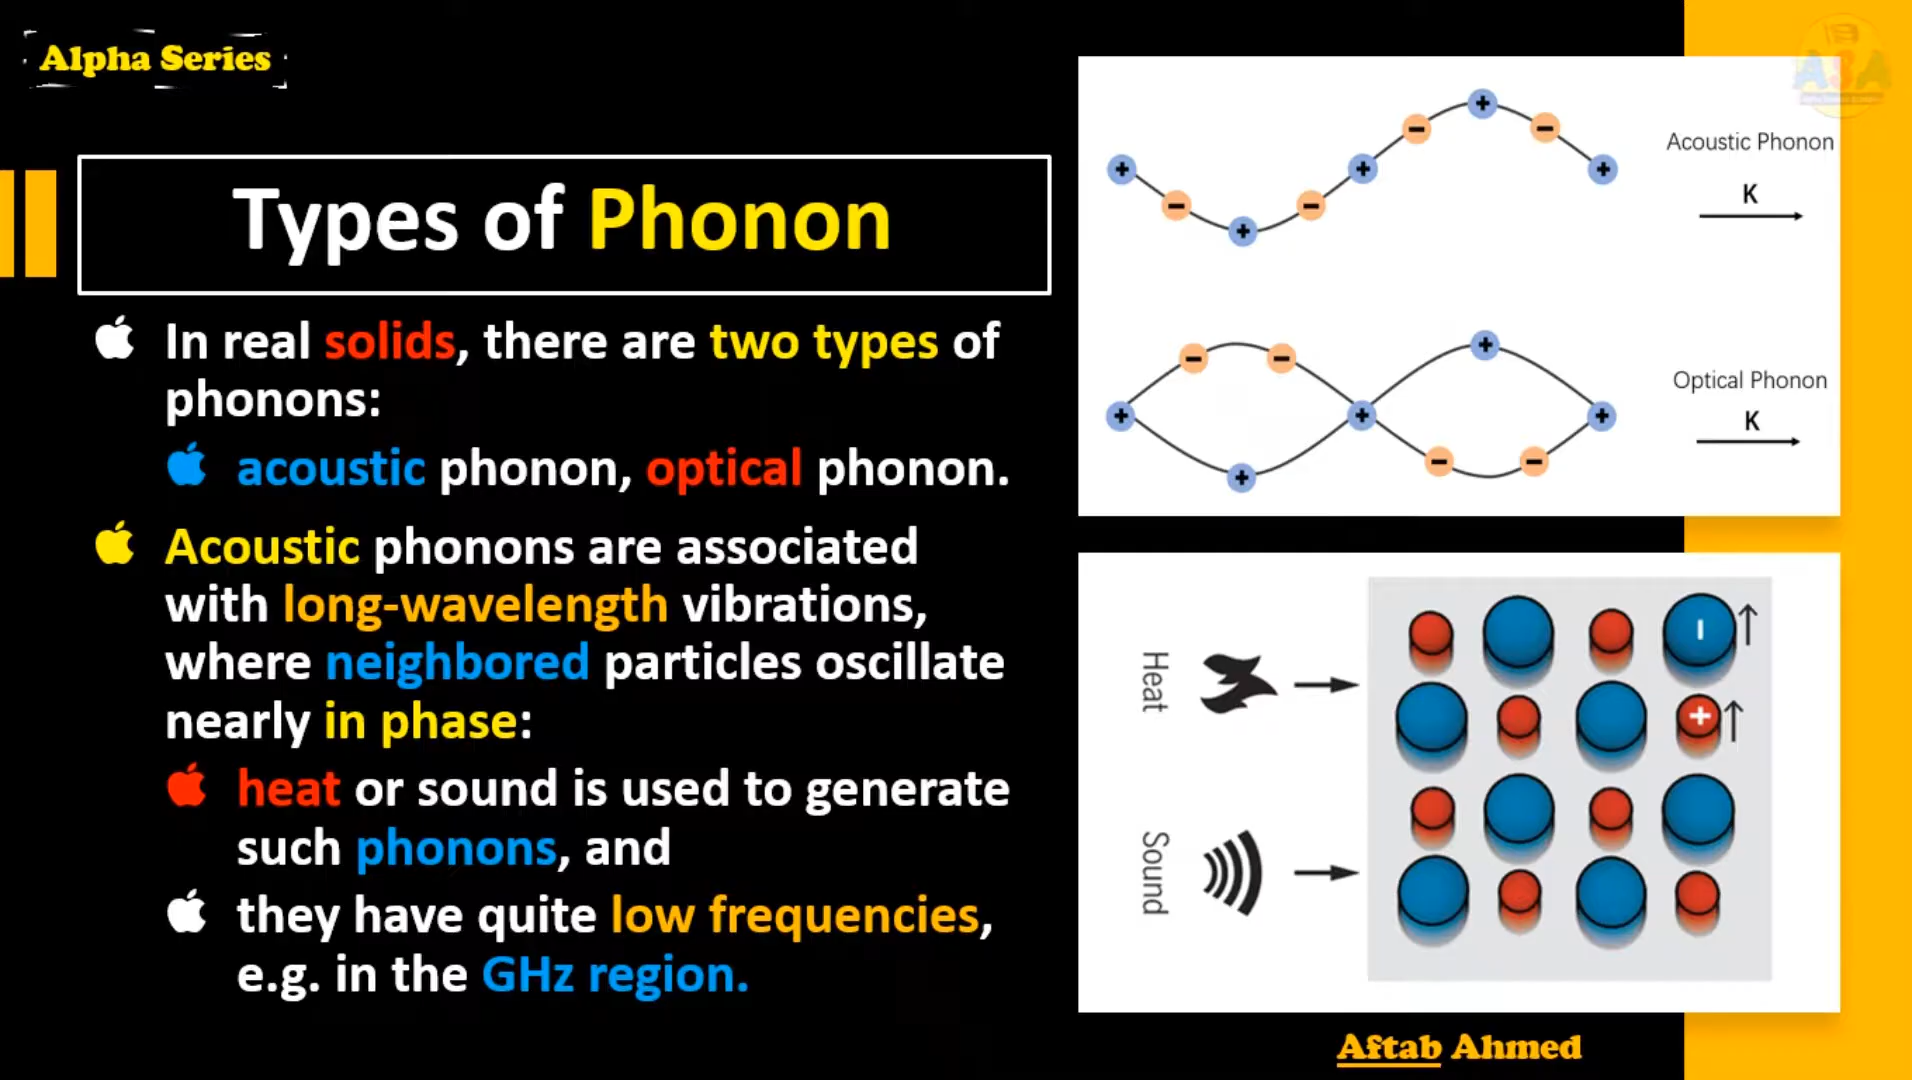 Alpha Series
Types of Phonon
In real solids, there are two types of
phonons:
acoustic phonon, optical phonon.
Acoustic phonons are associated
with long-wavelength vibrations,
where neighbored particles oscillate
nearly in phase:
heat or sound is used to generate
such phonons, and
they have quite low frequencies,
e.g. in the GHz region.
+ − + − + − + − +
Acoustic Phonon
K
− − +
+ + +
+ − −
Optical Phonon
K
Heat
Sound
−
+
Aftab Ahmed